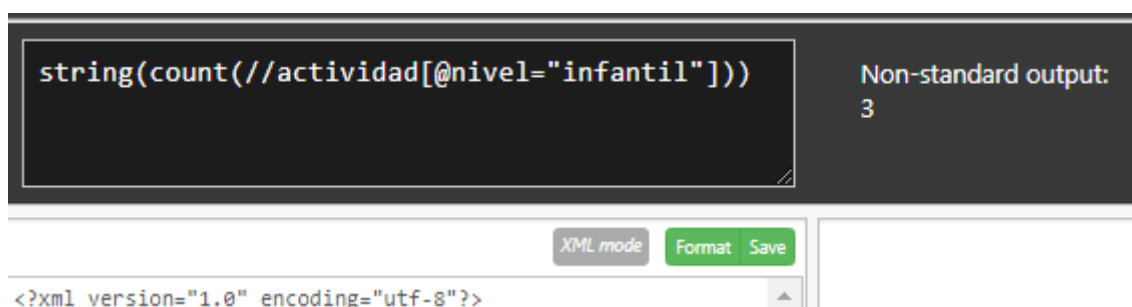 string(count(//actividad[@nivel="infantil"]))
Non-standard output:
3
XML mode
Format
Save
<?xml version="1.0" encoding="utf-8"?>